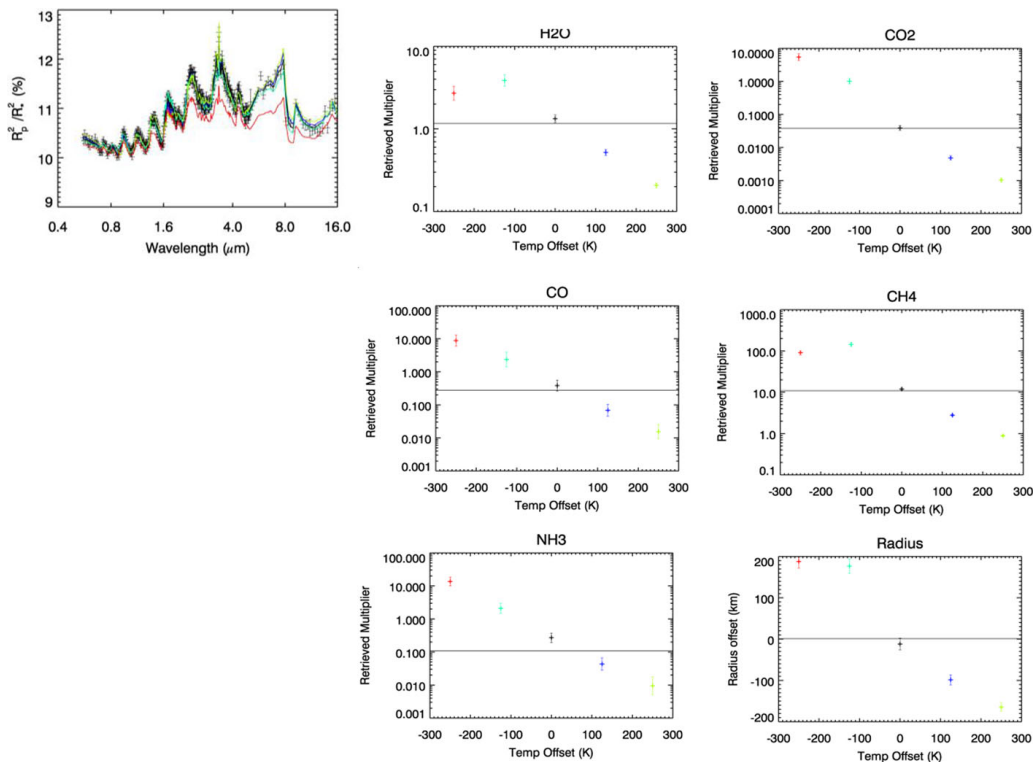 13
12
11
10
9
R_p^2 /R_*^2 (%)
0.4 0.8 1.6 4.0 8.0 16.0
Wavelength (μm)
H2O
10.0
1.0
0.1
Retrieved Multiplier
-300 -200 -100 0 100 200 300
Temp Offset (K)
CO2
10.0000
1.0000
0.1000
0.0100
0.0010
0.0001
Retrieved Multiplier
-300 -200 -100 0 100 200 300
Temp Offset (K)
CO
100.000
10.000
1.000
0.100
0.010
0.001
Retrieved Multiplier
-300 -200 -100 0 100 200 300
Temp Offset (K)
CH4
1000.0
100.0
10.0
1.0
0.1
Retrieved Multiplier
-300 -200 -100 0 100 200 300
Temp Offset (K)
NH3
100.000
10.000
1.000
0.100
0.010
0.001
Retrieved Multiplier
-300 -200 -100 0 100 200 300
Temp Offset (K)
Radius
200
100
0
-100
-200
Radius offset (km)
-300 -200 -100 0 100 200 300
Temp Offset (K)